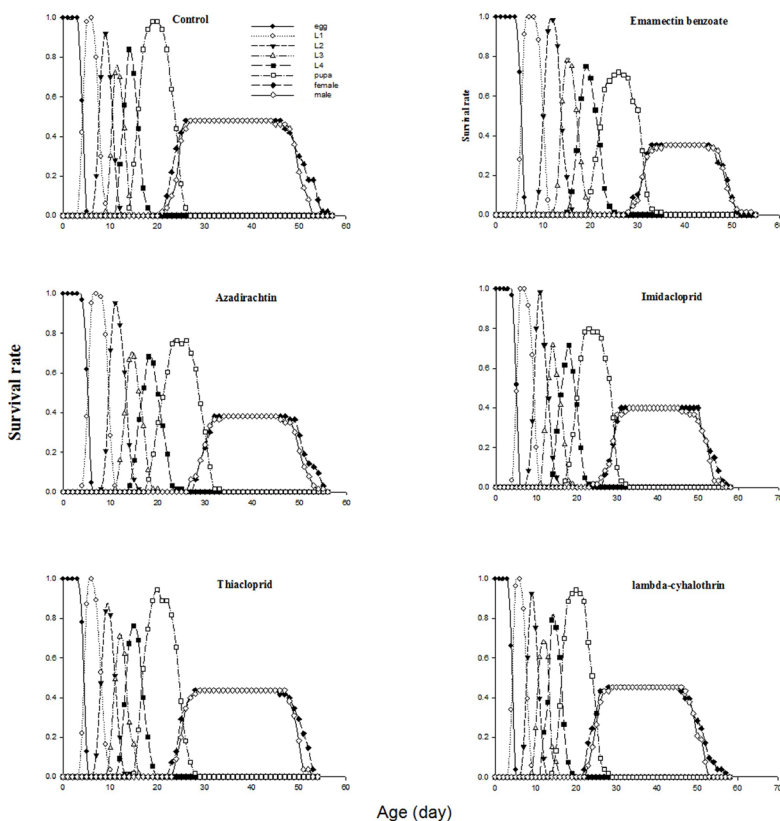 Control
egg
L1
L2
L3
L4
pupa
female
male
1.0
0.8
0.6
0.4
0.2
0.0
0 10 20 30 40 50 60
Emamectin benzoate
Survival rate
1.0
0.8
0.6
0.4
0.2
0.0
0 10 20 30 40 50 60 70
Azadirachtin
1.0
0.8
0.6
0.4
0.2
0.0
0 10 20 30 40 50 60
Imidacloprid
1.0
0.8
0.6
0.4
0.2
0.0
0 10 20 30 40 50 60 70
Survival rate
Thiacloprid
1.0
0.8
0.6
0.4
0.2
0.0
0 10 20 30 40 50 60
lambda-cyhalothrin
1.0
0.8
0.6
0.4
0.2
0.0
0 10 20 30 40 50 60 70
Age (day)